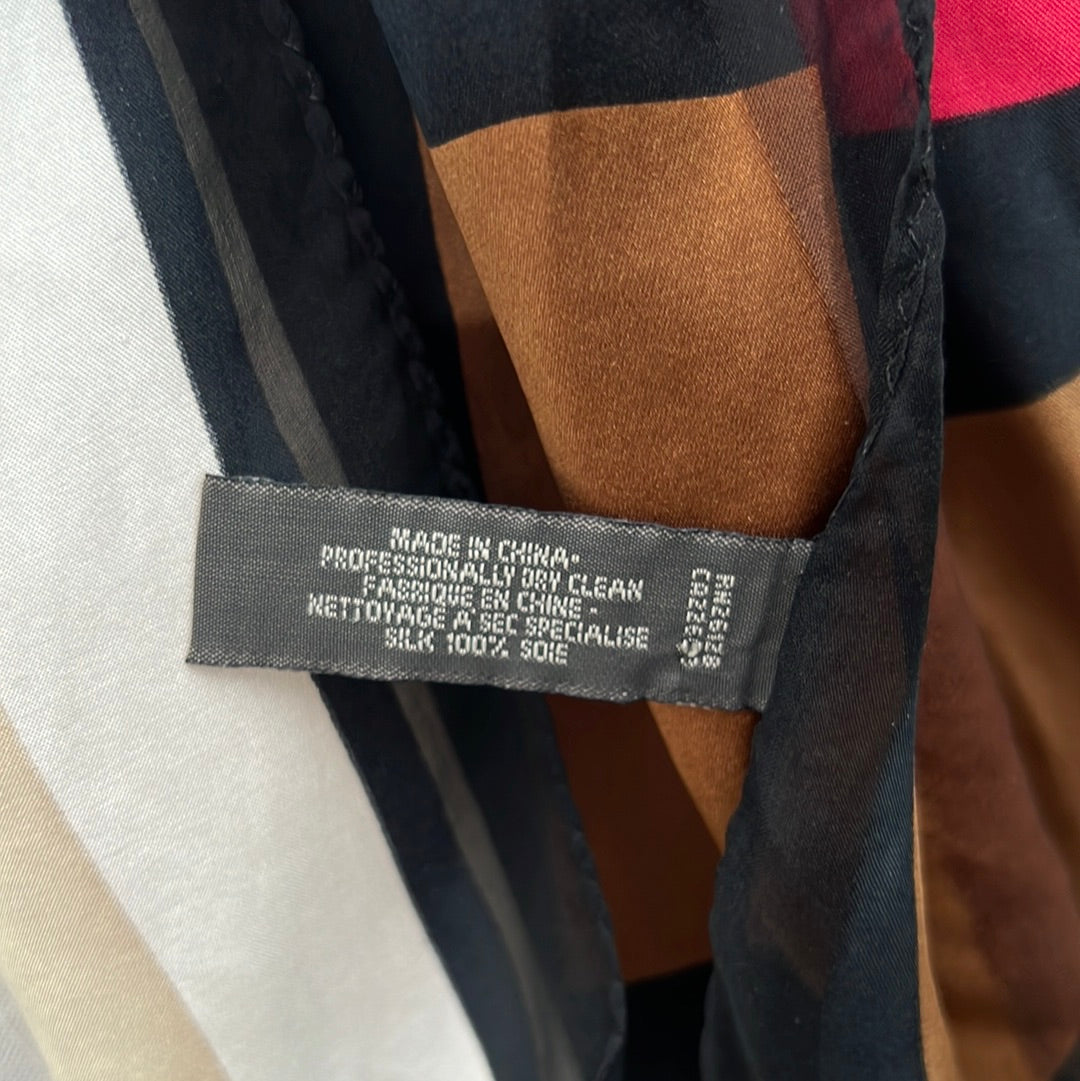 MADE IN CHINA.
PROFESSIONALLY DRY CLEAN
FABRIQUE EN CHINE -
NETTOYAGE A SEC SPECIALISE
SILK 100% SOIE